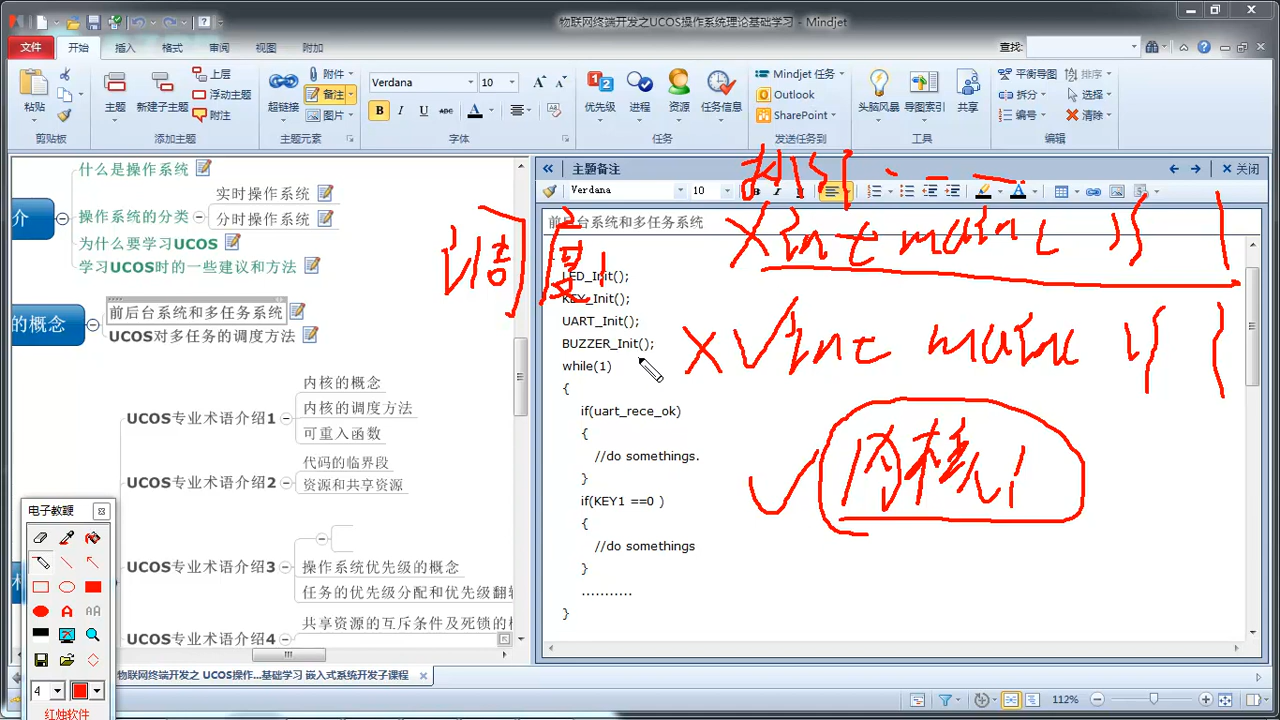 物联网终端开发之UCOS操作系统理论基础学习 - Mindjet
文件 开始 插入 格式 审阅 视图 附加 查找:
粘贴 主题 新建子主题 上层 浮动主题 附注 超链接 附件 备注 图片 Verdana 10 B I U abc A 优先级 进程 资源 任务信息 Mindjet 任务 Outlook SharePoint 头脑风暴 导图索引 共享 平衡导图 拆分 编号 排序 选择 清除
剪贴板 添加主题 主题元素 字体 任务 发送任务到 工具 编辑
什么是操作系统
实时操作系统
操作系统的分类
分时操作系统
介
为什么要学习UCOS
学习UCOS时的一些建议和方法
前后台系统和多任务系统
的概念
UCOS对多任务的调度方法
内核的概念
UCOS专业术语介绍1
内核的调度方法
可重入函数
代码的临界段
UCOS专业术语介绍2
资源和共享资源
UCOS专业术语介绍3
操作系统优先级的概念
任务的优先级分配和优先级翻转
共享资源的互斥条件及死锁的
UCOS专业术语介绍4
电子教鞭
4
红烛软件
主题备注 关闭
Verdana 10 B I U A
前后台系统和多任务系统
LED_Init();
KEY_Init();
UART_Init();
BUZZER_Init();
while(1)
{
if(uart_rece_ok)
{
//do somethings.
}
if(KEY1 ==0 )
{
//do somethings
}
...........
}
调度!
X int main
X √ int main
内核!
物联网终端开发之 UCOS操作...基础学习 嵌入式系统开发子课程
112%